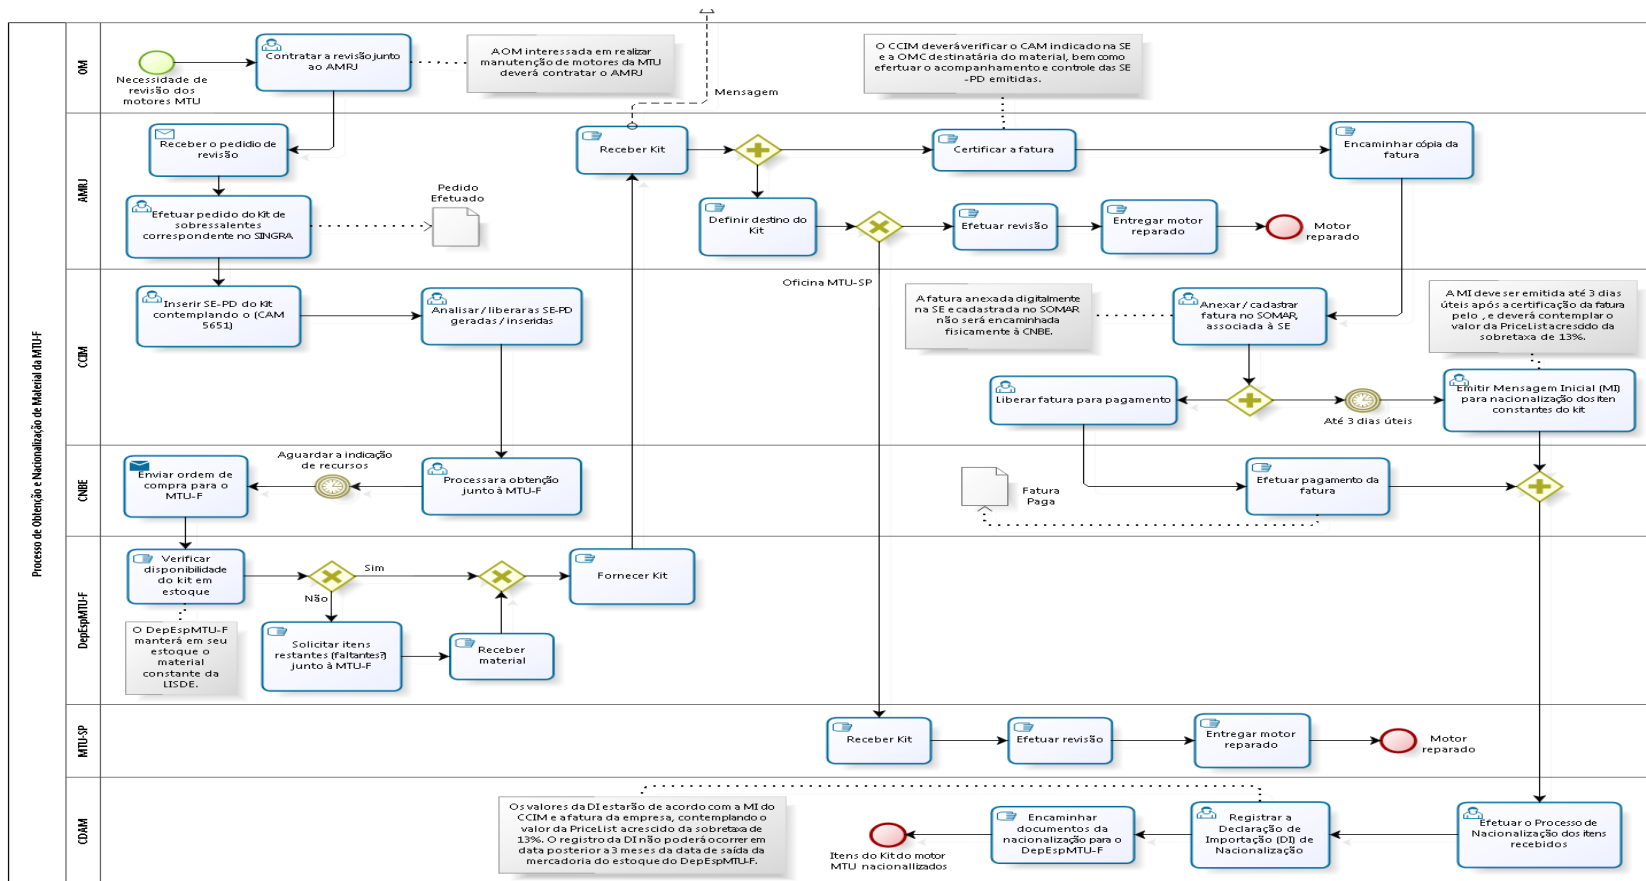 Processo de Obtenção e Nacionalização de Material da MTU-F
OM
Necessidade de
revisão dos
motores MTU
Contratar a revisão junto
ao AMRJ
A OM interessada em realizar
manutenção de motores da MTU
deverá contratar o AMRJ
Mensagem
O CCIM deverá verificar o CAM indicado na SE
e a OMC destinatária do material, bem como
efertuar o acompanhamento e controle das SE
-PD emitidas.
AMRJ
Receber o pedidio de
revisão
Efetuar pedido do Kit de
sobressalentes
correspondente no SINGRA
Pedido
Efetuado
Receber Kit
Certificar a fatura
Encaminhar cópia da
fatura
Definir destino do
Kit
Efetuar revisão
Entregar motor
reparado
Motor
reparado
Oficina MTU-SP
CCIM
Inserir SE-PD do Kit
contemplando o (CAM
5651)
Analisar / liberar as SE-PD
geradas / inseridas
A fatura anexada digitalmente
na SE e cadastrada no SOMAR
não será encaminhada
fisicamente à CNBE.
Anexar / cadastrar
fatura no SOMAR,
associada à SE
A MI deve ser emitida até 3 dias
úteis após a certificação da fatura
pelo , e deverá contemplar o
valor da PriceList acresddo da
sobretaxa de 13%.
Liberar fatura para pagamento
Até 3 dias úteis
Emitir Mensagem Inicial (MI)
para nacionalização dos iten
constantes do kit
CNBE
Enviar ordem de
compra para o
MTU-F
Aguardar a indicação
de recursos
Processar a obtenção
junto à MTU-F
Fatura
Paga
Efetuar pagamento da
fatura
DepEspMTU-F
Verificar
disponibilidade
do kit em
estoque
Sim
Não
Fornecer Kit
O DepEspMTU-F
manterá em seu
estoque o
material
constante da
LISDE.
Solicitar itens
restantes (faltantes?)
junto à MTU-F
Receber
material
MTU-SP
Receber Kit
Efetuar revisão
Entregar motor
reparado
Motor
reparado
CDAM
Os valores da DI estarão de acordo com a MI do
CCIM e a fatura da empresa, contemplando o
valor da PriceList acrescido da sobretaxa de
13%. O registro da DI não poderá ocorrer em
data posterior a 3 meses da data de saída da
mercadoria do estoque do DepEspMTU-F.
Itens do Kit do motor
MTU nacionallizados
Encaminhar
documentos da
nacionalização para o
DepEspMTU-F
Registrar a
Declaração de
Importação (DI) de
Nacionalização
Efetuar o Processo de
Nacionalização dos itens
recebidos